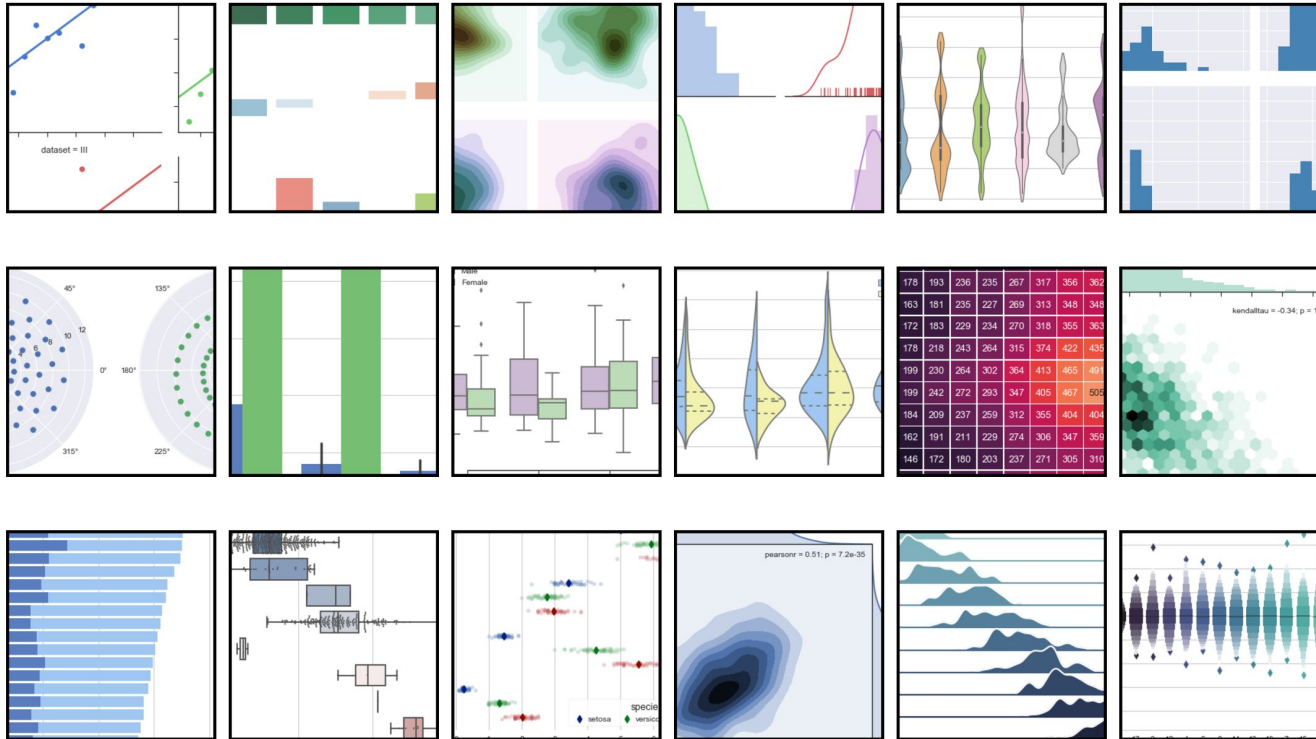 dataset = III
45°
135°
12
10
8
6
4
0°
180°
315°
225°
Male
Female
178 193 236 235 267 317 356 362
163 181 235 227 269 313 348 348
172 183 229 234 270 318 355 363
178 218 243 264 315 374 422 435
199 230 264 302 364 413 465 491
199 242 272 293 347 405 467 505
184 209 237 259 312 355 404 404
162 191 211 229 274 306 347 359
146 172 180 203 237 271 305 310
kendalltau = -0.34; p = 1
species
setosa
versico
pearsonr = 0.51; p = 7.2e-35